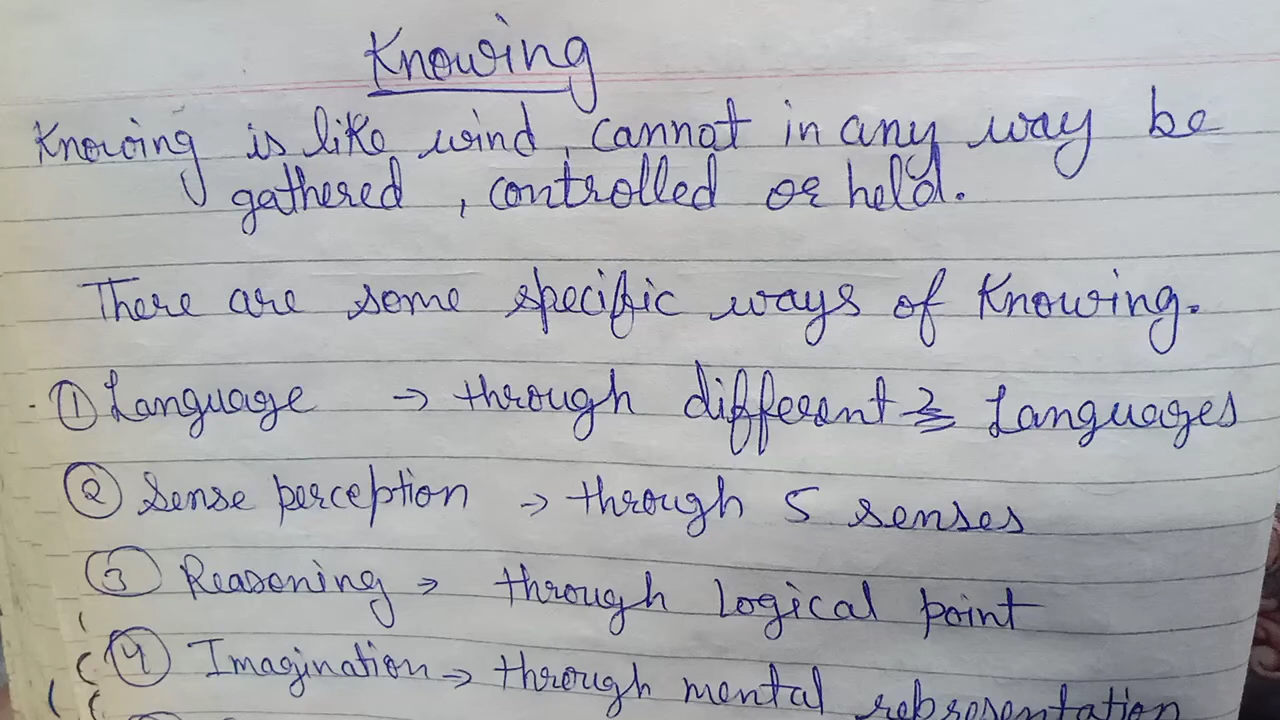 Knowing
Knowing is like wind, cannot in any way be
gathered, controlled or held.
There are some specific ways of Knowing.
① Language → through different 2 Languages
② Sense perception → through 5 senses
③ Reasoning → through Logical point
④ Imagination → through mental representation